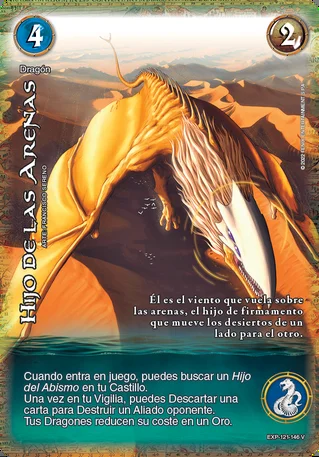 4
2
Dragón
HIJO DE LAS ARENAS
ARTE: FRANCISCO SERENO
Él es el viento que vuela sobre
las arenas, el hijo de firmamento
que mueve los desiertos de un
lado para el otro.
Cuando entra en juego, puedes buscar un Hijo
del Abismo en tu Castillo.
Una vez en tu Vigilia, puedes Descartar una
carta para Destruir un Aliado oponente.
Tus Dragones reducen su coste en un Oro.
EXP-121-146-V